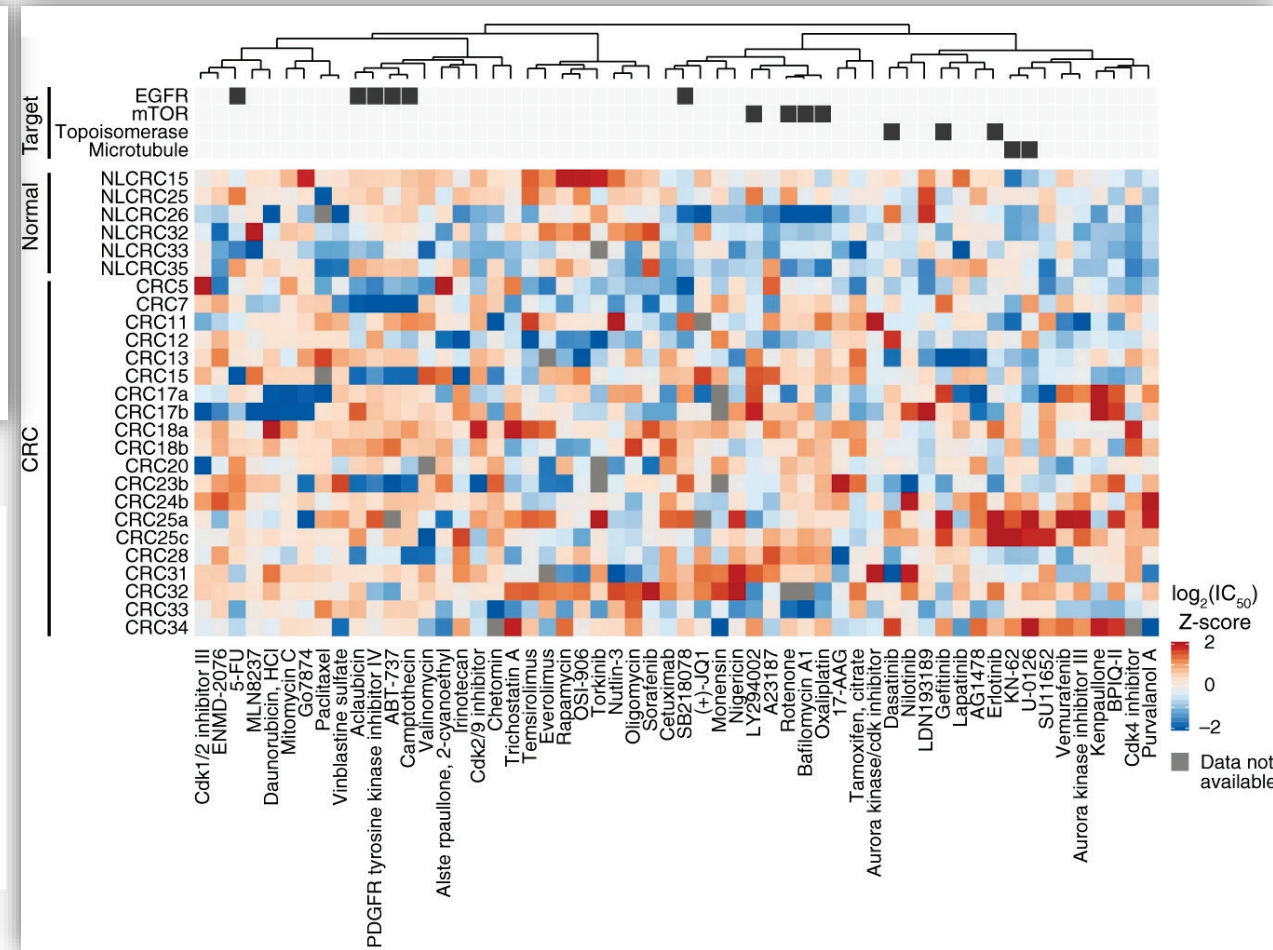 Target
EGFR
mTOR
Topoisomerase
Microtubule
Normal
NLCRC15
NLCRC25
NLCRC26
NLCRC32
NLCRC33
NLCRC35
CRC
CRC5
CRC7
CRC11
CRC12
CRC13
CRC15
CRC17a
CRC17b
CRC18a
CRC18b
CRC20
CRC23b
CRC24b
CRC25a
CRC25c
CRC28
CRC31
CRC32
CRC33
CRC34
Cdk1/2 inhibitor III
ENMD-2076
5-FU
MLN8237
Daunorubicin, HCl
Mitomycin C
Go7874
Paclitaxel
Vinblastine sulfate
Aclaubicin
PDGFR tyrosine kinase inhibitor IV
ABT-737
Camptothecin
Valinomycin
Alste rpaullone, 2-cyanoethyl
Irinotecan
Cdk2/9 inhibitor
Chetomin
Trichostatin A
Temsirolimus
Everolimus
Rapamycin
OSI-906
Torkinib
Nutlin-3
Oligomycin
Sorafenib
Cetuximab
SB218078
(+)-JQ1
Monensin
Nigericin
LY294002
A23187
Rotenone
Bafilomycin A1
Oxaliplatin
17-AAG
Tamoxifen, citrate
Aurora kinase/cdk inhibitor
Dasatinib
Nilotinib
LDN193189
Gefitinib
Lapatinib
AG1478
Erlotinib
KN-62
U-0126
SU11652
Vemurafenib
Aurora kinase inhibitor III
Kenpaullone
BPIQ-II
Cdk4 inhibitor
Purvalanol A
log2(IC50)
Z-score
2
0
−2
Data not
available